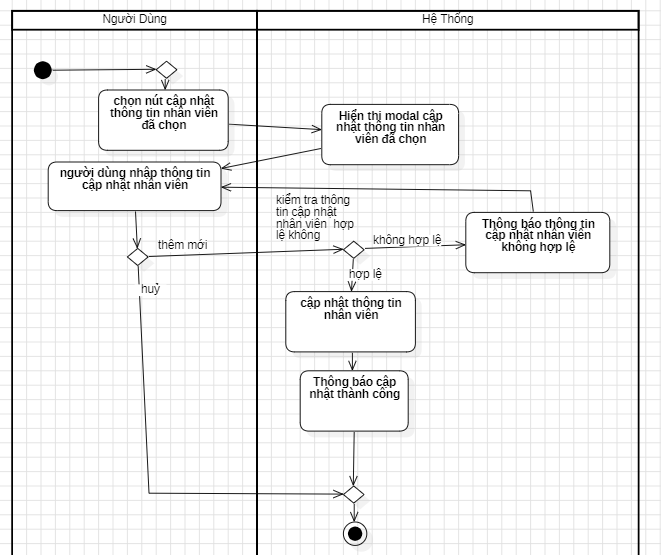 Người Dùng
Hệ Thống
chọn nút cập nhật
thông tin nhân viên
đã chọn
Hiển thị modal cập
nhật thông tin nhân
viên đã chọn
người dùng nhập thông tin
cập nhật nhân viên
kiểm tra thông
tin cập nhật
nhân viên hợp
lệ không
Thông báo thông tin
cập nhật nhân viên
không hợp lệ
thêm mới
không hợp lệ
hợp lệ
huỷ
cập nhật thông tin
nhân viên
Thông báo cập
nhật thành công